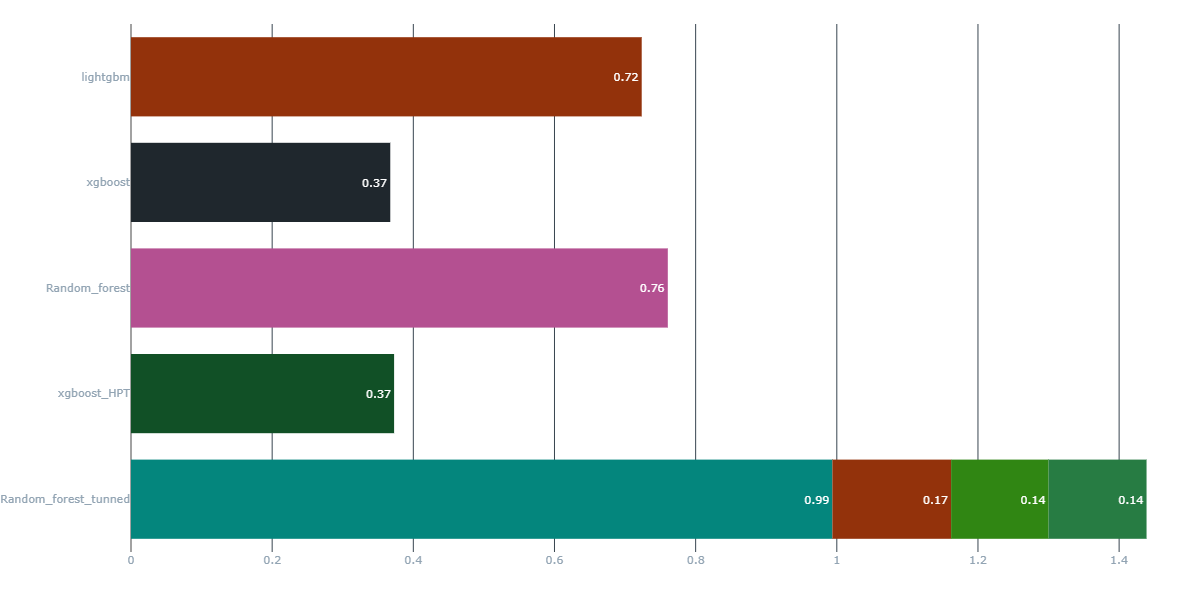 lightgbm 0.72
xgboost 0.37
Random_forest 0.76
xgboost_HPT 0.37
Random_forest_tunned 0.99 0.17 0.14 0.14
0 0.2 0.4 0.6 0.8 1 1.2 1.4